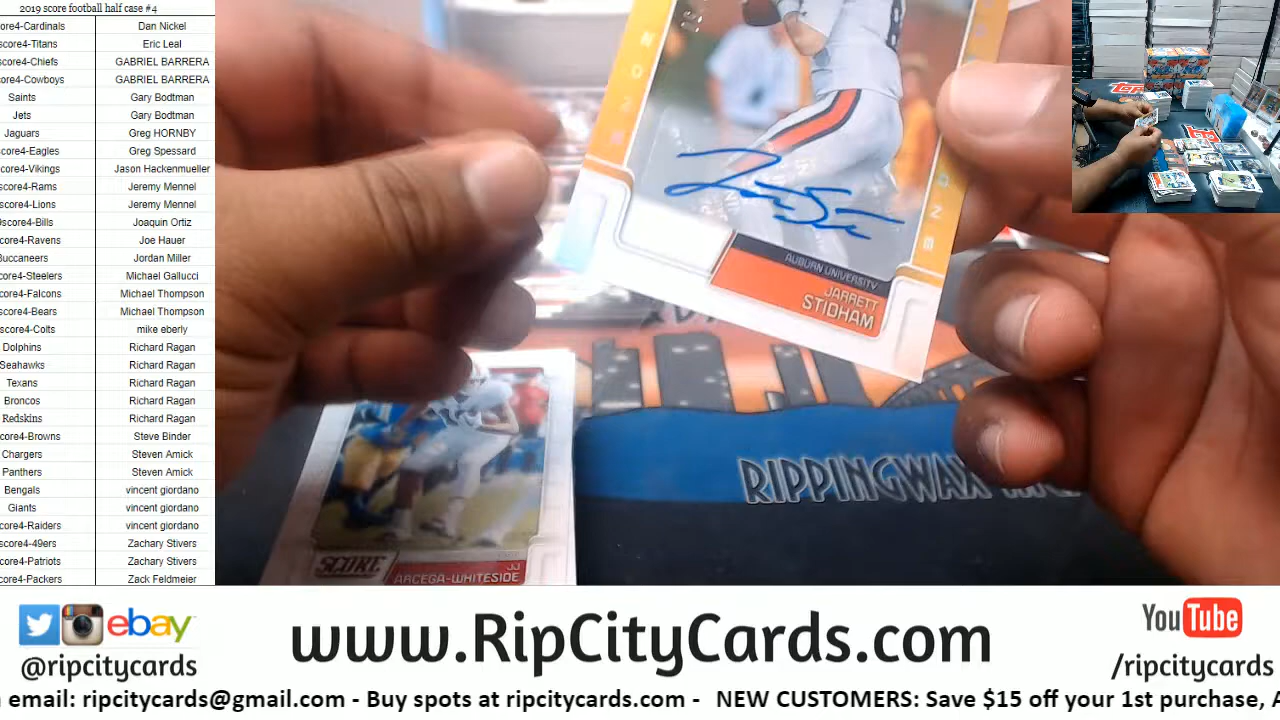 2019 score football half case #4
core4-Cardinals Dan Nickel
score4-Titans Eric Leal
score4-Chiefs GABRIEL BARRERA
core4-Cowboys GABRIEL BARRERA
Saints Gary Bodtman
Jets Gary Bodtman
Jaguars Greg HORNBY
core4-Eagles Greg Spessard
score4-Vikings Jason Hackenmueller
score4-Rams Jeremy Mennel
score4-Lions Jeremy Mennel
9score4-Bills Joaquin Ortiz
core4-Ravens Joe Hauer
Buccaneers Jordan Miller
core4-Steelers Michael Gallucci
core4-Falcons Michael Thompson
core4-Bears Michael Thompson
score4-Colts mike eberly
Dolphins Richard Ragan
Seahawks Richard Ragan
Texans Richard Ragan
Broncos Richard Ragan
Redskins Richard Ragan
core4-Browns Steve Binder
Chargers Steven Amick
Panthers Steven Amick
Bengals vincent giordano
Giants vincent giordano
core4-Raiders vincent giordano
score4-49ers Zachary Stivers
core4-Patriots Zachary Stivers
core4-Packers Zack Feldmeier
AUBURN UNIVERSITY
JARRETT
STIDHAM
RIPPINGWAX
SCORE
JJ
ARCEGA-WHITESIDE
ebay
@ripcitycards
www.RipCityCards.com
YouTube
/ripcitycards
email: ripcitycards@gmail.com - Buy spots at ripcitycards.com - NEW CUSTOMERS: Save $15 off your 1st purchase,